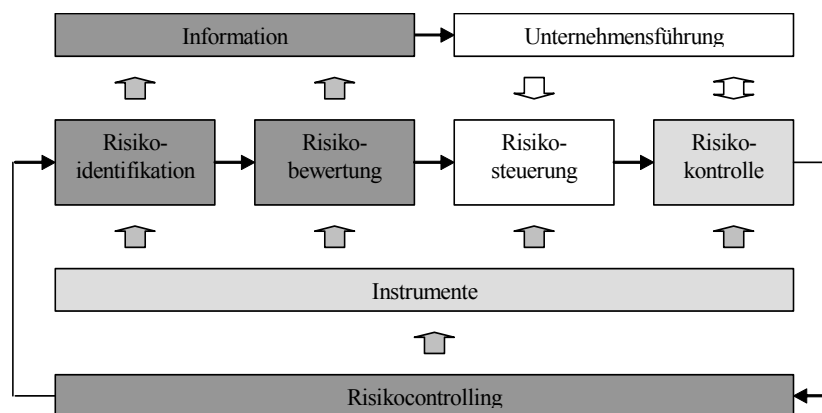 Information
Unternehmensführung
Risiko-
identifikation
Risiko-
bewertung
Risiko-
steuerung
Risiko-
kontrolle
Instrumente
Risikocontrolling